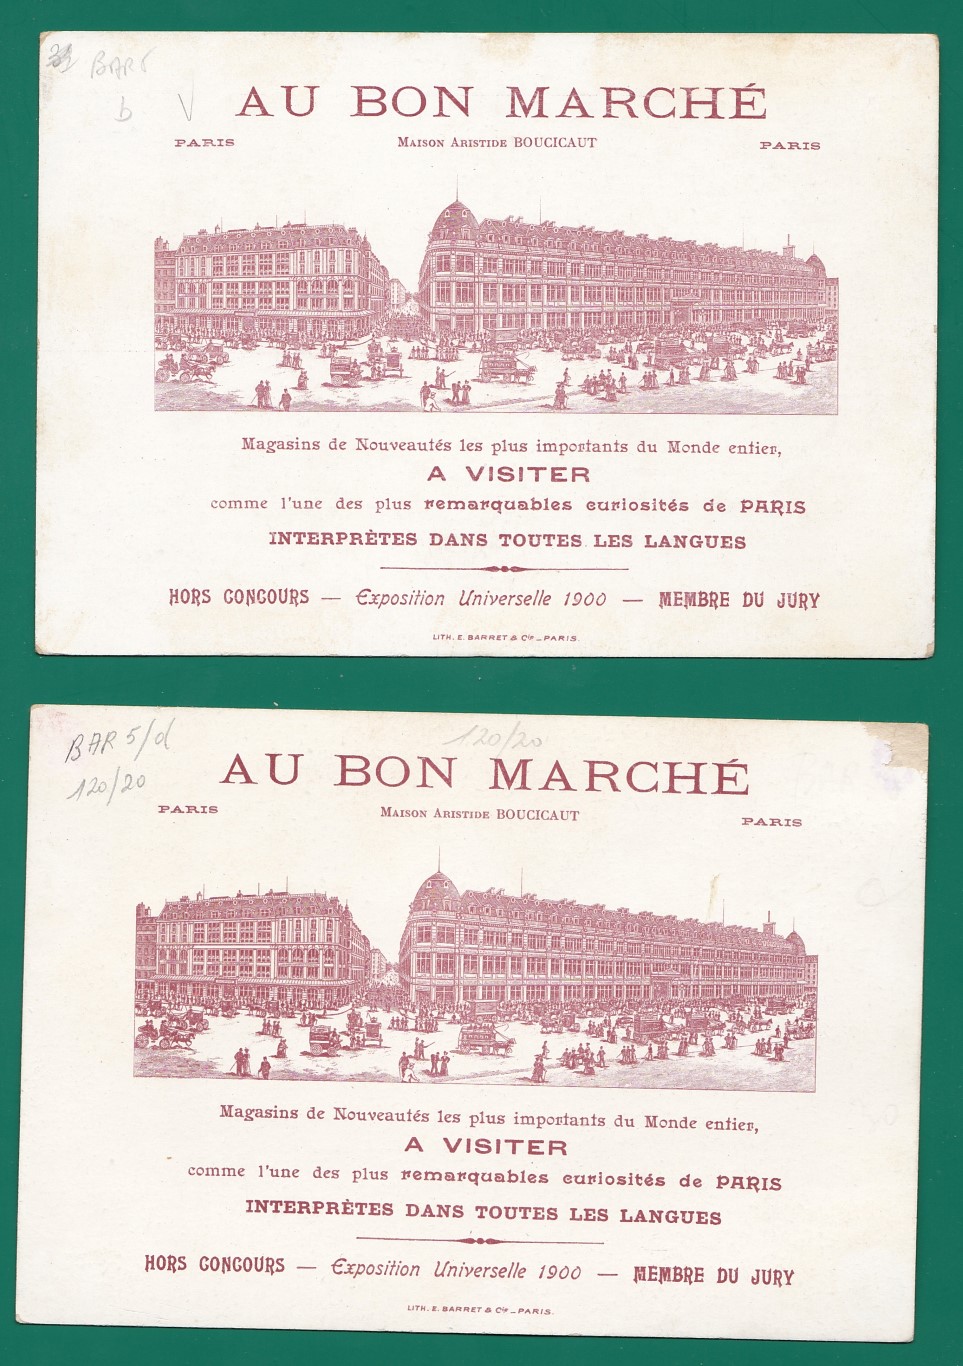 BAR 5
b
AU BON MARCHÉ
PARIS
MAISON ARISTIDE BOUCICAUT
PARIS
Magasins de Nouveautés les plus importants du Monde entier,
A VISITER
comme l'une des plus remarquables curiosités de PARIS
INTERPRÈTES DANS TOUTES LES LANGUES
HORS CONCOURS — Exposition Universelle 1900 — MEMBRE DU JURY
LITH. E. BARRET & Cie_PARIS.
BAR 5/d
120/20
120/20
AU BON MARCHÉ
PARIS
MAISON ARISTIDE BOUCICAUT
PARIS
Magasins de Nouveautés les plus importants du Monde entier,
A VISITER
comme l'une des plus remarquables curiosités de PARIS
INTERPRÈTES DANS TOUTES LES LANGUES
HORS CONCOURS — Exposition Universelle 1900 — MEMBRE DU JURY
LITH. E. BARRET & Cie_PARIS.